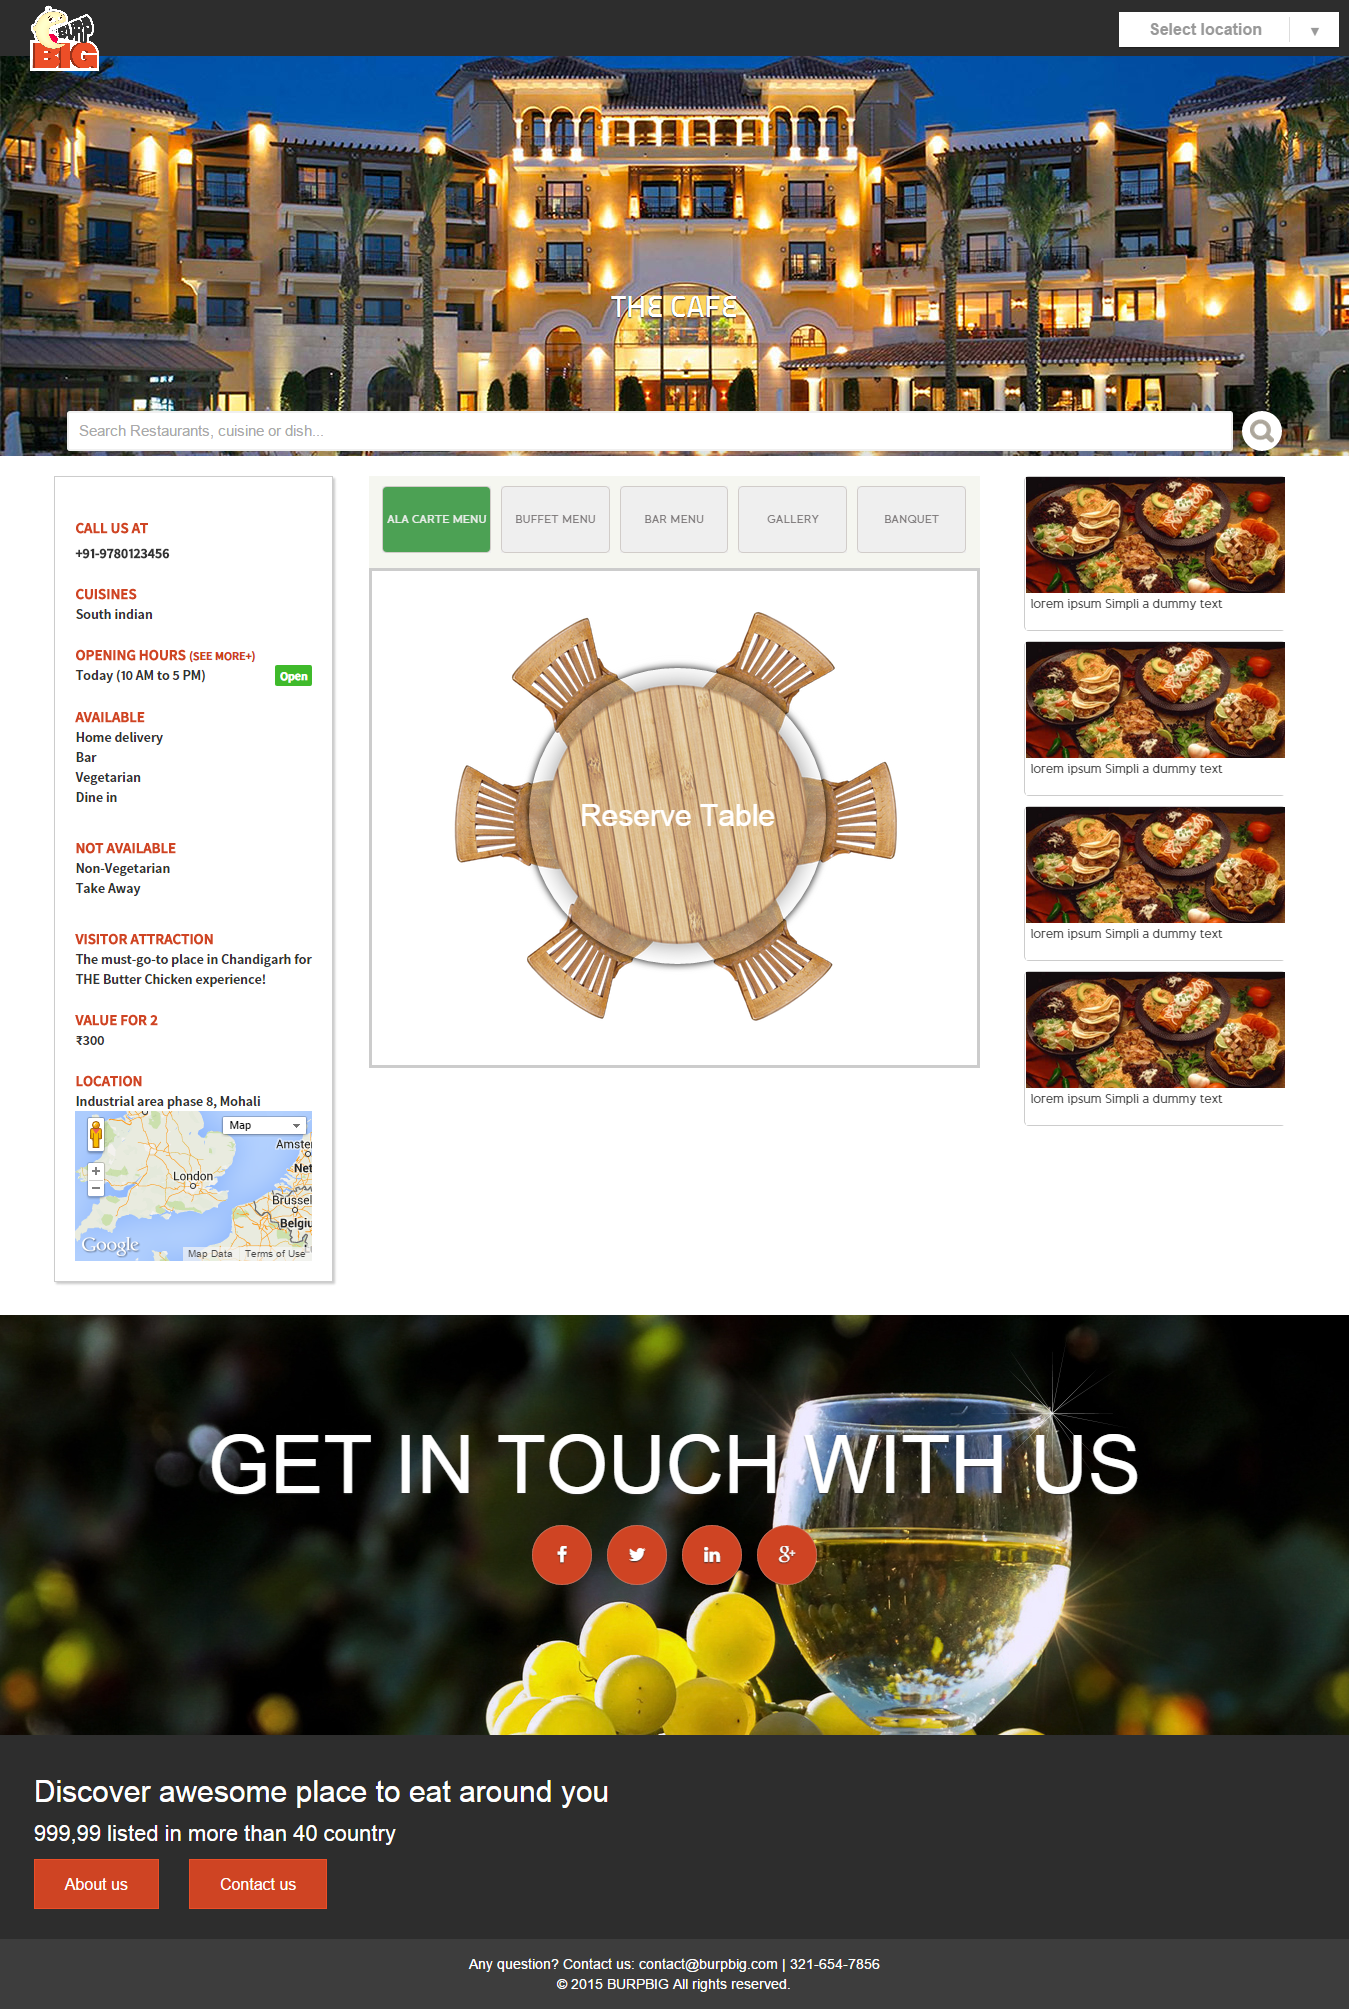 BURP
BIG
Select location
THE CAFE
Search Restaurants, cuisine or dish...
CALL US AT
+91-9780123456
CUISINES
South indian
OPENING HOURS (SEE MORE+)
Today (10 AM to 5 PM)
Open
AVAILABLE
Home delivery
Bar
Vegetarian
Dine in
NOT AVAILABLE
Non-Vegetarian
Take Away
VISITOR ATTRACTION
The must-go-to place in Chandigarh for
THE Butter Chicken experience!
VALUE FOR 2
₹300
LOCATION
Industrial area phase 8, Mohali
Map
Amster
Net
London
Brussel
Belgiu
Google
Map Data
Terms of Use
ALA CARTE MENU
BUFFET MENU
BAR MENU
GALLERY
BANQUET
Reserve Table
lorem ipsum Simpli a dummy text
lorem ipsum Simpli a dummy text
lorem ipsum Simpli a dummy text
lorem ipsum Simpli a dummy text
GET IN TOUCH WITH US
Discover awesome place to eat around you
999,99 listed in more than 40 country
About us
Contact us
Any question? Contact us: contact@burpbig.com | 321-654-7856
© 2015 BURPBIG All rights reserved.